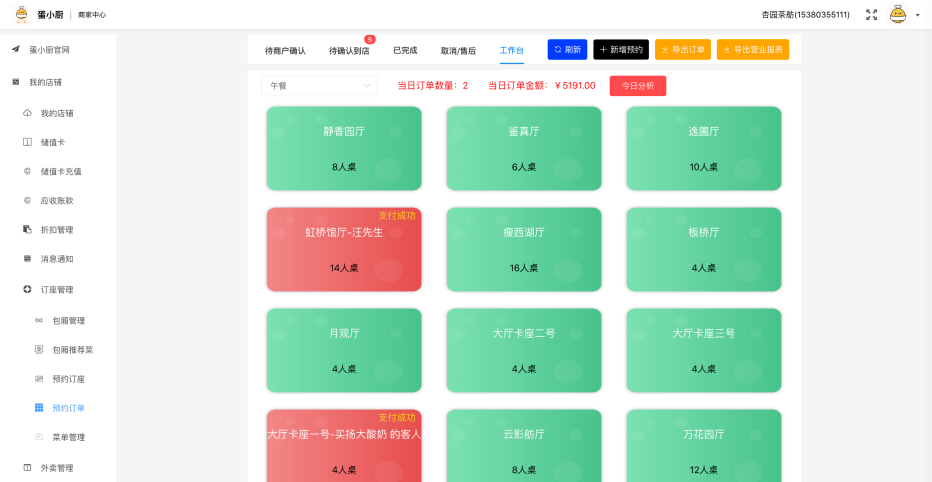 蛋小厨 | 商家中心
杏园茶舫(15380355111)
蛋小厨官网
我的店铺
我的店铺
储值卡
储值卡充值
应收账款
折扣管理
消息通知
订座管理
包厢管理
包厢推荐菜
预约订座
预约订单
菜单管理
外卖管理
待商户确认 待确认到店 5 已完成 取消/售后 工作台 刷新 新增预约 导出订单 导出营业报表
午餐 当日订单数量：2 当日订单金额：￥5191.00 今日分析
静香园厅
8人桌
鉴真厅
6人桌
逸圃厅
10人桌
支付成功
虹桥馆厅-汪先生
14人桌
瘦西湖厅
16人桌
板桥厅
4人桌
月观厅
4人桌
大厅卡座二号
4人桌
大厅卡座三号
4人桌
支付成功
大厅卡座一号-买扬大酸奶 的客人
4人桌
云影舫厅
8人桌
万花园厅
12人桌